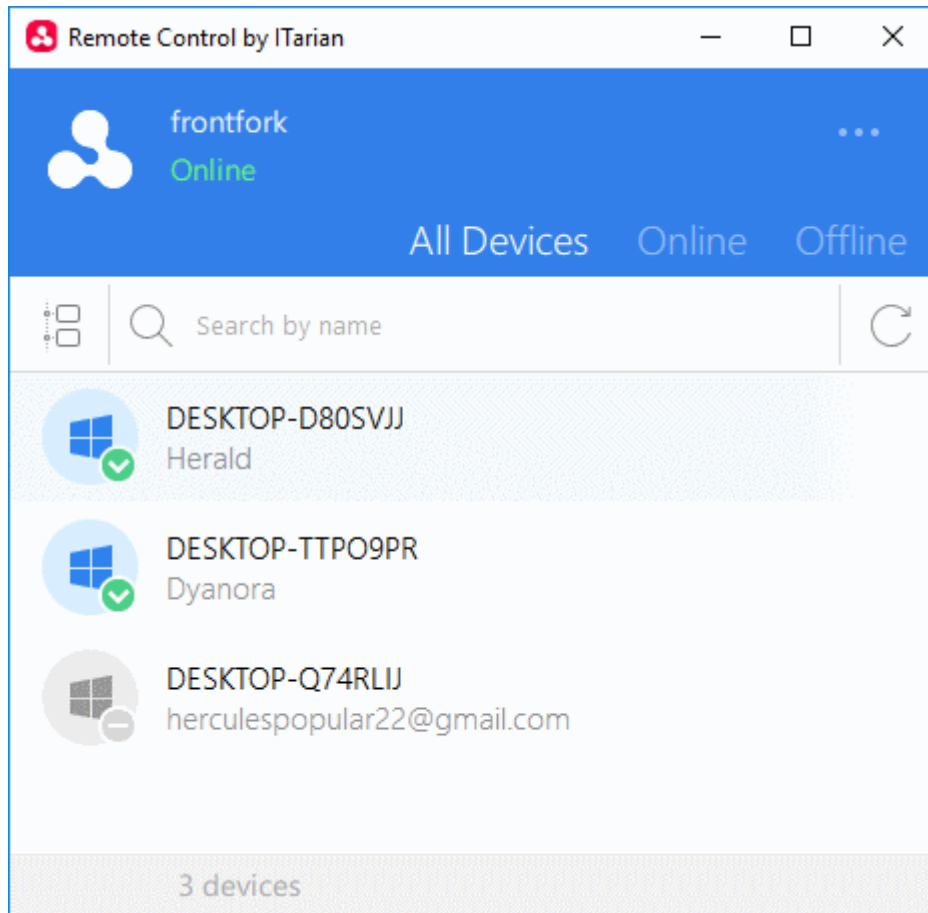 Remote Control by ITarian
frontfork
Online
All Devices Online Offline
Search by name
DESKTOP-D80SVJJ
Herald
DESKTOP-TTPO9PR
Dyanora
DESKTOP-Q74RLIJ
herculespopular22@gmail.com
3 devices